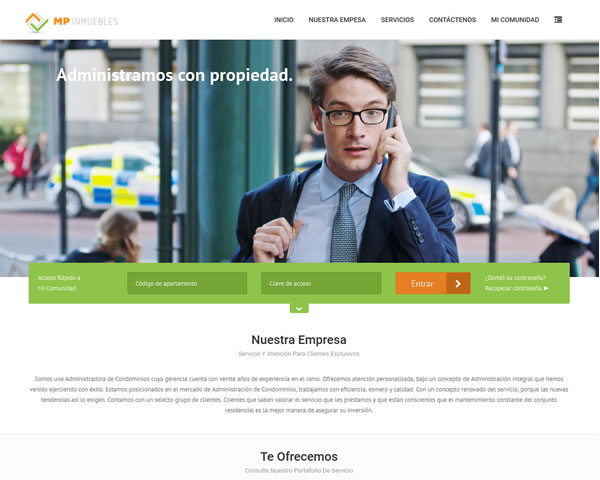 MP INMUEBLES
INICIO NUESTRA EMPESA SERVICIOS CONTÁCTENOS MI COMUNIDAD
Administramos con propiedad.
Acceso Rápido a
Mi Comunidad
Código de apartamento
Clave de acceso
Entrar
¿Olvidó su contraseña?
Recuperar contraseña
Nuestra Empresa
Servicio Y Atención Para Clientes Exclusivos
Somos una Administradora de Condominios cuya gerencia cuenta con veinte años de experiencia en el ramo. Ofrecemos atención personalizada, bajo un concepto de Administración Integral que hemos
venido ejerciendo con éxito. Estamos posicionados en el mercado de Administración de Condominios, trabajamos con eficiencia, esmero y calidad. Con un concepto renovado del servicio, porque las nuevas
tendencias así lo exigen. Contamos con un selecto grupo de clientes. Clientes que saben valorar el servicio que les prestamos y que están conscientes que el mantenimiento constante del conjunto
residencial es la mejor manera de asegurar su inversión.
Te Ofrecemos
Consulte Nuestro Portafolio De Servicio